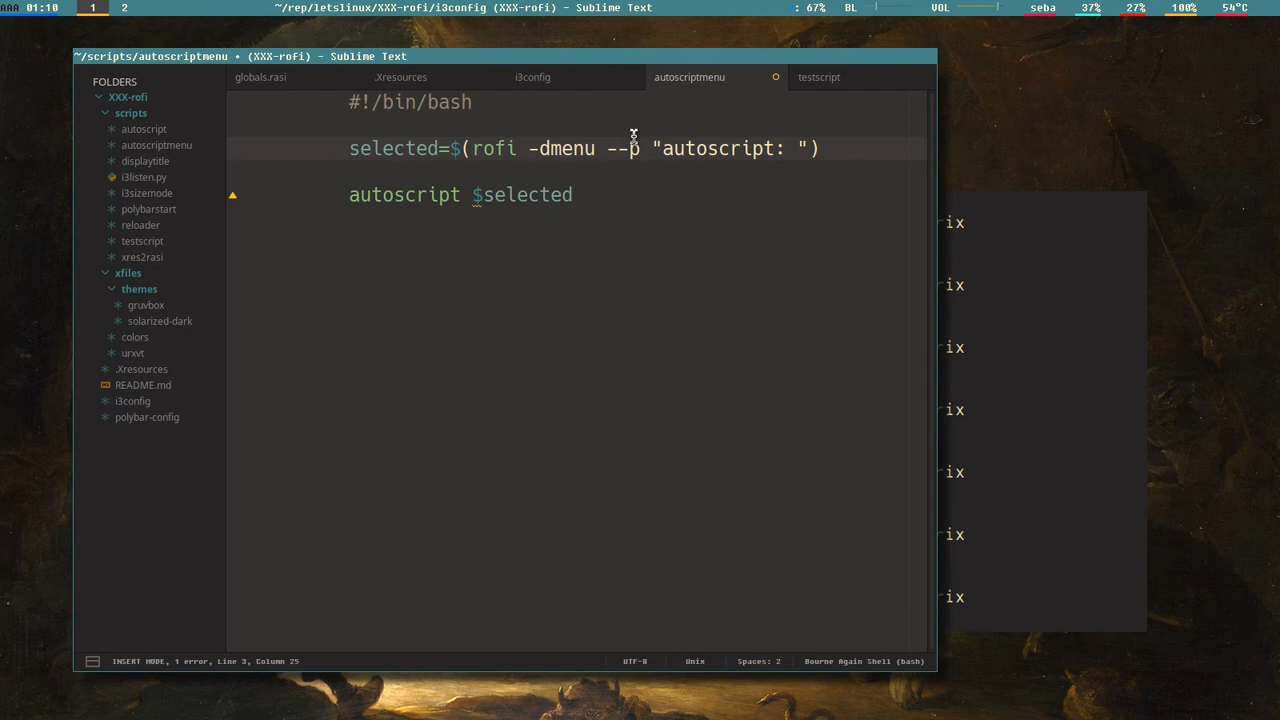 AAA 01:10 1 2 ~/rep/letslinux/XXX-rofi/i3config (XXX-rofi) - Sublime Text : 67% BL VOL seba 37% 27% 100% 54°C
~/scripts/autoscriptmenu • (XXX-rofi) - Sublime Text
FOLDERS
XXX-rofi
scripts
autoscript
autoscriptmenu
displaytitle
i3listen.py
i3sizemode
polybarstart
reloader
testscript
xres2rasi
xfiles
themes
gruvbox
solarized-dark
colors
urxvt
.Xresources
README.md
i3config
polybar-config
globals.rasi .Xresources i3config autoscriptmenu testscript
#!/bin/bash
selected=$(rofi -dmenu --p "autoscript: ")
autoscript $selected
ix
ix
ix
ix
ix
ix
ix
INSERT MODE, 1 error, Line 3, Column 25 UTF-8 Unix Spaces: 2 Bourne Again Shell (bash)